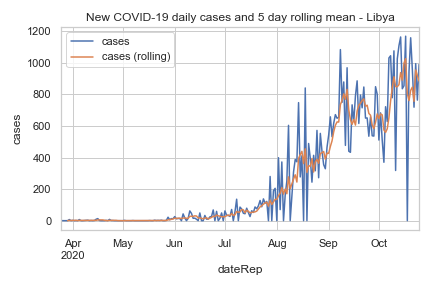 New COVID-19 daily cases and 5 day rolling mean - Libya
cases
cases (rolling)
1200
1000
800
600
400
200
0
cases
Apr
2020
May
Jun
Jul
Aug
Sep
Oct
dateRep